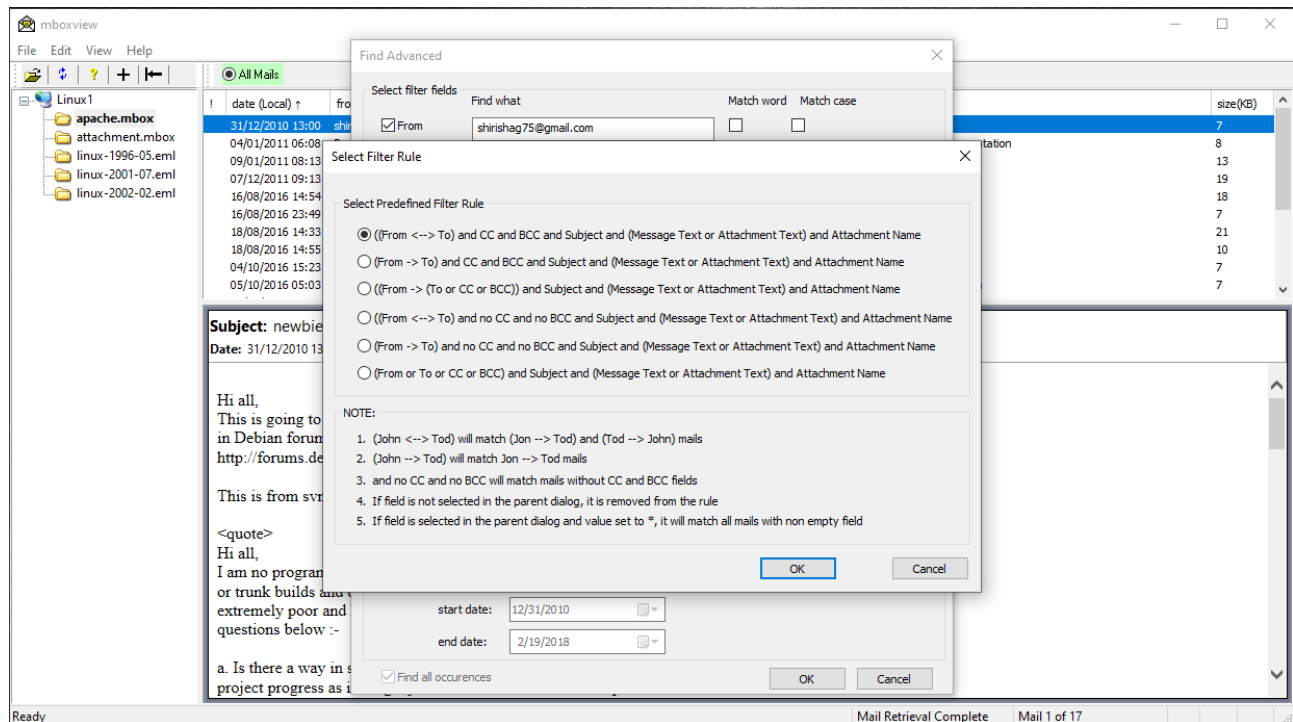 mboxview
File Edit View Help
All Mails
Linux1
apache.mbox
attachment.mbox
linux-1996-05.eml
linux-2001-07.eml
linux-2002-02.eml
! date (Local) ↑ fro size(KB)
31/12/2010 13:00 shir 7
04/01/2011 06:08 tation 8
09/01/2011 08:13 13
07/12/2011 09:13 19
16/08/2016 14:54 18
16/08/2016 23:49 7
18/08/2016 14:33 21
18/08/2016 14:55 10
04/10/2016 15:23 7
05/10/2016 05:03 7
Subject: newbie
Date: 31/12/2010 13
Hi all,
This is going to
in Debian forum
http://forums.de
This is from svn
<quote>
Hi all,
I am no program
or trunk builds and
extremely poor and
questions below :-
a. Is there a way in s
project progress as i
Find Advanced
Select filter fields
Find what Match word Match case
From shirishag75@gmail.com
Select Filter Rule
Select Predefined Filter Rule
((From <--> To) and CC and BCC and Subject and (Message Text or Attachment Text) and Attachment Name
(From -> To) and CC and BCC and Subject and (Message Text or Attachment Text) and Attachment Name
((From -> (To or CC or BCC)) and Subject and (Message Text or Attachment Text) and Attachment Name
((From <--> To) and no CC and no BCC and Subject and (Message Text or Attachment Text) and Attachment Name
(From -> To) and no CC and no BCC and Subject and (Message Text or Attachment Text) and Attachment Name
(From or To or CC or BCC) and Subject and (Message Text or Attachment Text) and Attachment Name
NOTE:
1. (John <--> Tod) will match (Jon --> Tod) and (Tod --> John) mails
2. (John --> Tod) will match Jon --> Tod mails
3. and no CC and no BCC will match mails without CC and BCC fields
4. If field is not selected in the parent dialog, it is removed from the rule
5. If field is selected in the parent dialog and value set to *, it will match all mails with non empty field
OK Cancel
start date: 12/31/2010
end date: 2/19/2018
Find all occurences
OK Cancel
Ready Mail Retrieval Complete Mail 1 of 17